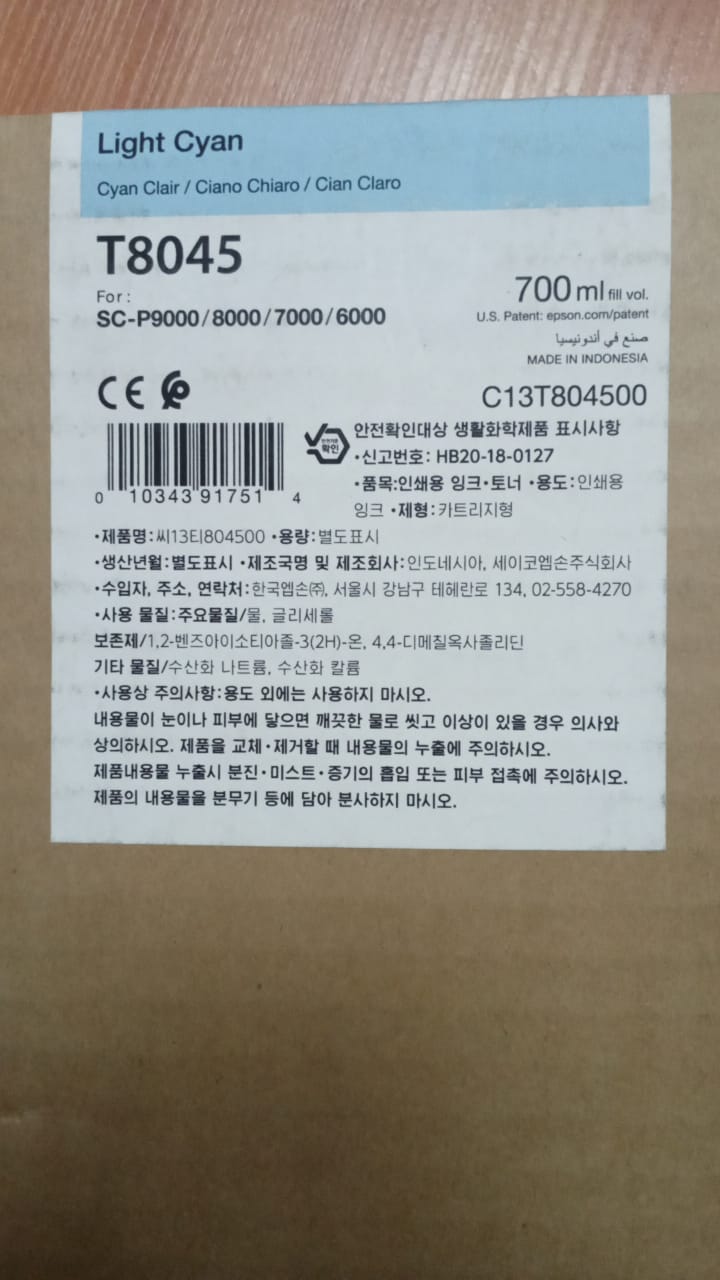 Light Cyan
Cyan Clair / Ciano Chiaro / Cian Claro
T8045
For :
SC-P9000/8000/7000/6000
700 ml fill vol.
U.S. Patent: epson.com/patent
صنع في أندونيسيا
MADE IN INDONESIA
C13T804500
CE
0 10343 91751 4
안전기준
확인
안전확인대상 생활화학제품 표시사항
•신고번호: HB20-18-0127
•품목:인쇄용 잉크•토너 •용도:인쇄용
잉크 •제형:카트리지형
•제품명:씨13티804500 •용량:별도표시
•생산년월:별도표시 •제조국명 및 제조회사:인도네시아, 세이코엡손주식회사
•수입자, 주소, 연락처:한국엡손㈜, 서울시 강남구 테헤란로 134, 02-558-4270
•사용 물질:주요물질/물, 글리세롤
보존제/1,2-벤즈아이소티아졸-3(2H)-온, 4,4-디메질옥사졸리딘
기타 물질/수산화 나트륨, 수산화 칼륨
•사용상 주의사항:용도 외에는 사용하지 마시오.
내용물이 눈이나 피부에 닿으면 깨끗한 물로 씻고 이상이 있을 경우 의사와
상의하시오. 제품을 교체•제거할 때 내용물의 누출에 주의하시오.
제품내용물 누출시 분진•미스트•증기의 흡입 또는 피부 접촉에 주의하시오.
제품의 내용물을 분무기 등에 담아 분사하지 마시오.